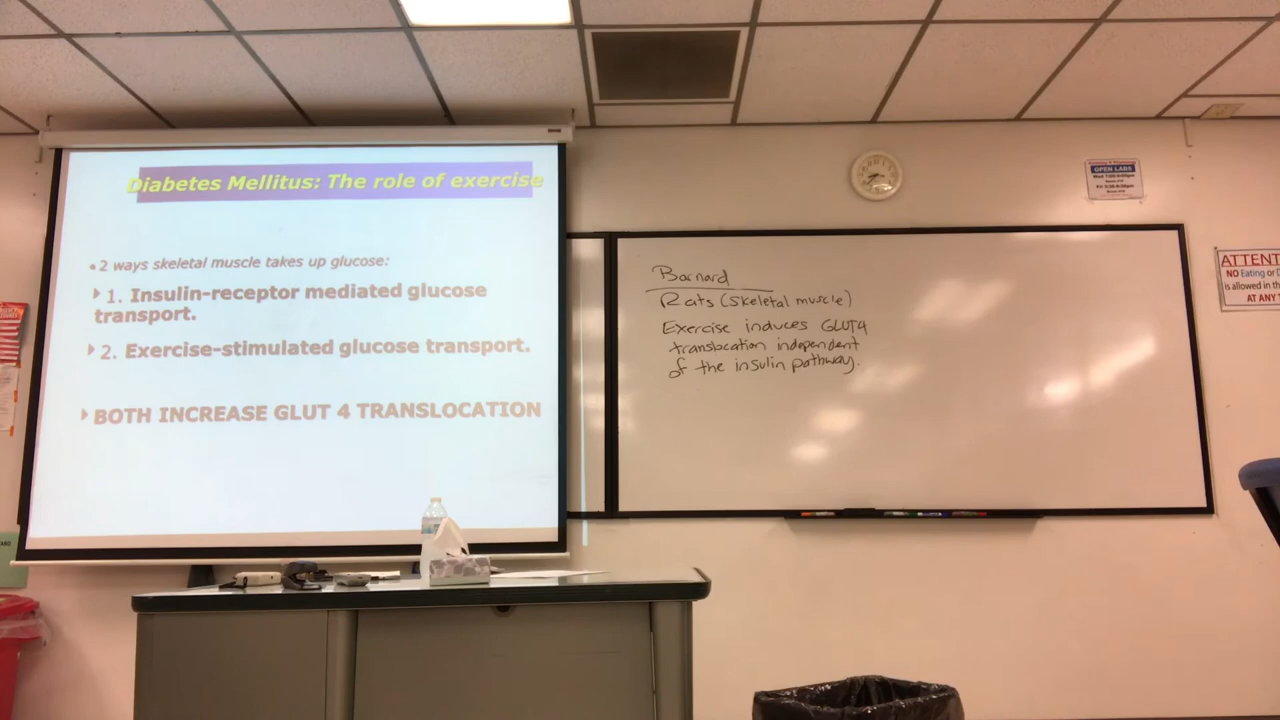 Diabetes Mellitus: The role of exercise
2 ways skeletal muscle takes up glucose:
1. Insulin-receptor mediated glucose
transport.
2. Exercise-stimulated glucose transport.
BOTH INCREASE GLUT 4 TRANSLOCATION
Barnard
Rats (skeletal muscle)
Exercise induces GLUT4
translocation independent
of the insulin pathway.
OPEN LABS
ATTENT
NO Eating or D
is allowed in th
AT ANY